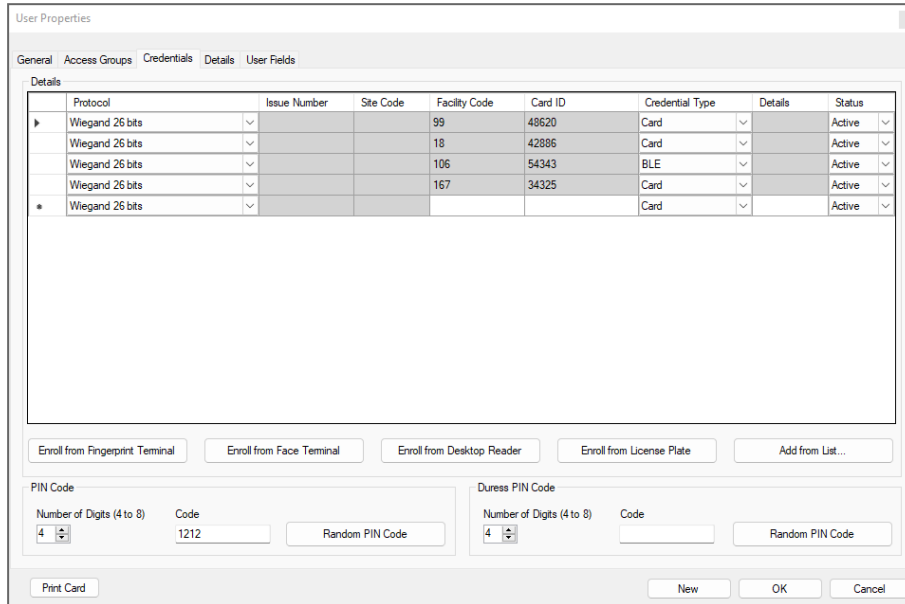 User Properties
General Access Groups Credentials Details User Fields
Details
Protocol Issue Number Site Code Facility Code Card ID Credential Type Details Status
Wiegand 26 bits 99 48620 Card Active
Wiegand 26 bits 18 42886 Card Active
Wiegand 26 bits 106 54343 BLE Active
Wiegand 26 bits 167 34325 Card Active
* Wiegand 26 bits Card Active
Enroll from Fingerprint Terminal Enroll from Face Terminal Enroll from Desktop Reader Enroll from License Plate Add from List...
PIN Code Duress PIN Code
Number of Digits (4 to 8) Code Number of Digits (4 to 8) Code
4 1212 Random PIN Code 4 Random PIN Code
Print Card New OK Cancel